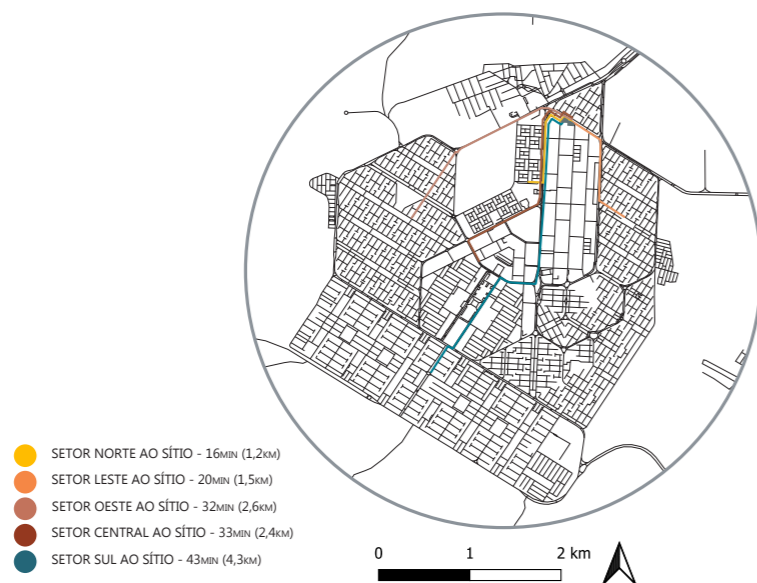 SETOR NORTE AO SÍTIO - 16MIN (1,2KM)
SETOR LESTE AO SÍTIO - 20MIN (1,5KM)
SETOR OESTE AO SÍTIO - 32MIN (2,6KM)
SETOR CENTRAL AO SÍTIO - 33MIN (2,4KM)
SETOR SUL AO SÍTIO - 43MIN (4,3KM)
0 1 2 km